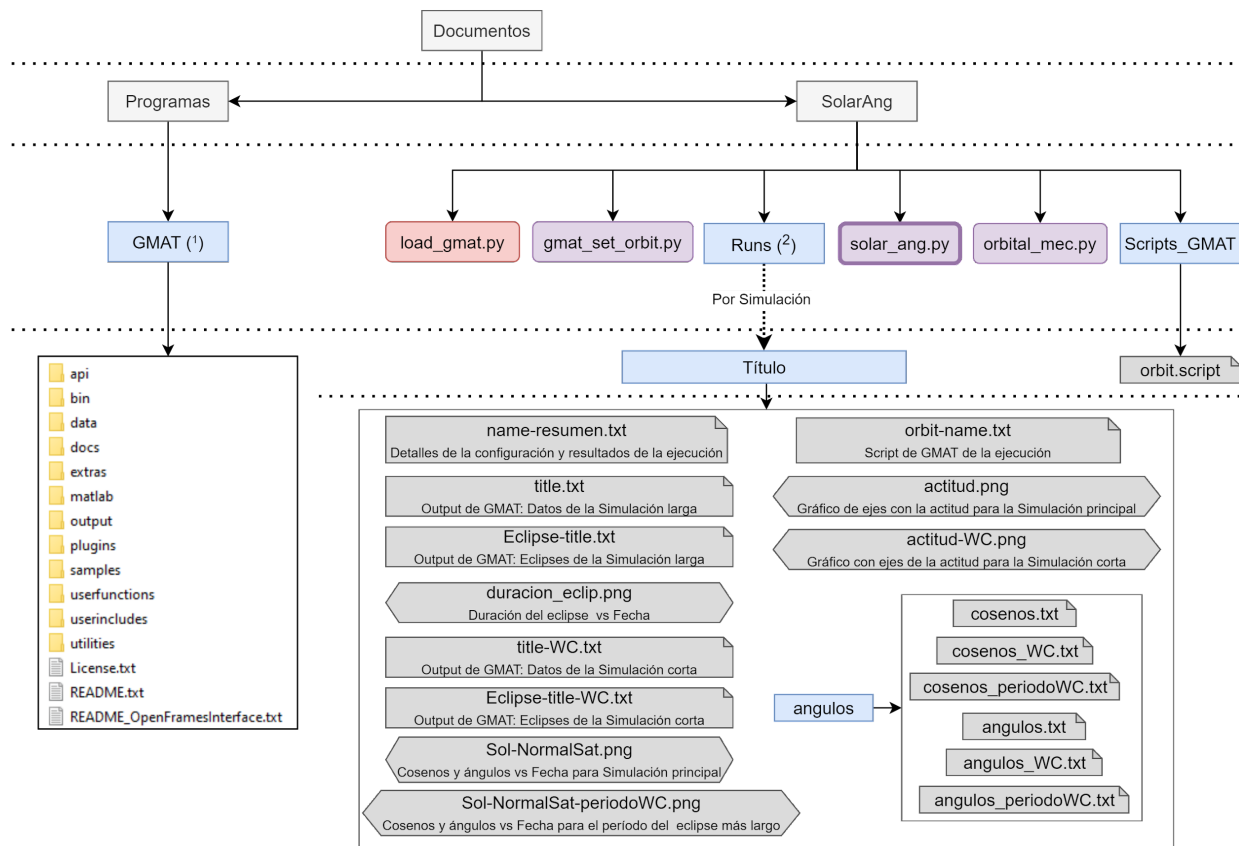 Documentos
Programas
SolarAng
GMAT (¹)
load_gmat.py
gmat_set_orbit.py
Runs (²)
solar_ang.py
orbital_mec.py
Scripts_GMAT
Por Simulación
Título
orbit.script
api
bin
data
docs
extras
matlab
output
plugins
samples
userfunctions
userincludes
utilities
License.txt
README.txt
README_OpenFramesInterface.txt
name-resumen.txt
Detalles de la configuración y resultados de la ejecución
title.txt
Output de GMAT: Datos de la Simulación larga
Eclipse-title.txt
Output de GMAT: Eclipses de la Simulación larga
duracion_eclip.png
Duración del eclipse vs Fecha
title-WC.txt
Output de GMAT: Datos de la Simulación corta
Eclipse-title-WC.txt
Output de GMAT: Eclipses de la Simulación corta
Sol-NormalSat.png
Cosenos y ángulos vs Fecha para Simulación principal
Sol-NormalSat-periodoWC.png
Cosenos y ángulos vs Fecha para el período del eclipse más largo
orbit-name.txt
Script de GMAT de la ejecución
actitud.png
Gráfico de ejes con la actitud para la Simulación principal
actitud-WC.png
Gráfico con ejes de la actitud para la Simulación corta
angulos
cosenos.txt
cosenos_WC.txt
cosenos_periodoWC.txt
angulos.txt
angulos_WC.txt
angulos_periodoWC.txt